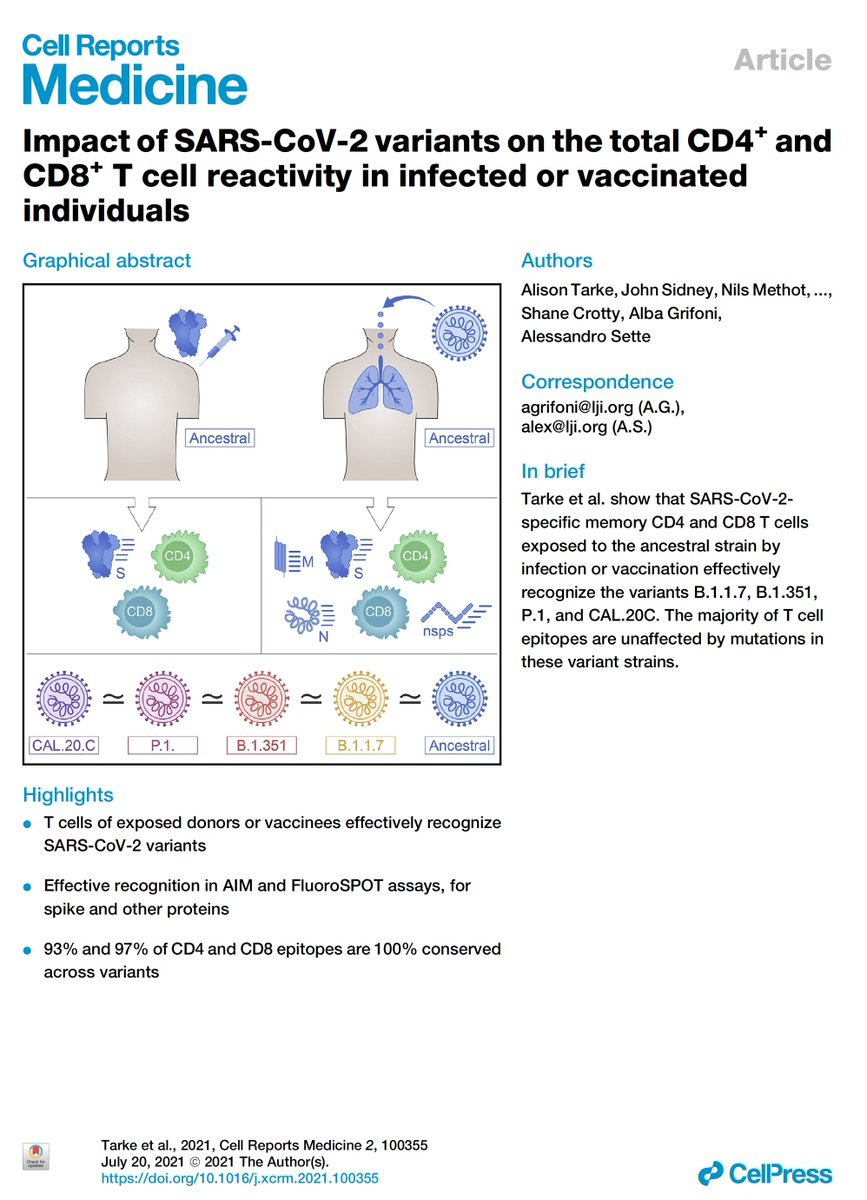 Cell Reports
Medicine
Article
Impact of SARS-CoV-2 variants on the total CD4+ and
CD8+ T cell reactivity in infected or vaccinated
individuals
Graphical abstract
Ancestral
Ancestral
S
CD4
CD8
M
S
CD4
N
CD8
nsps
CAL.20.C
P.1.
B.1.351
B.1.1.7
Ancestral
Highlights
T cells of exposed donors or vaccinees effectively recognize
SARS-CoV-2 variants
Effective recognition in AIM and FluoroSPOT assays, for
spike and other proteins
93% and 97% of CD4 and CD8 epitopes are 100% conserved
across variants
Authors
Alison Tarke, John Sidney, Nils Methot, ...,
Shane Crotty, Alba Grifoni,
Alessandro Sette
Correspondence
agrifoni@lji.org (A.G.),
alex@lji.org (A.S.)
In brief
Tarke et al. show that SARS-CoV-2-
specific memory CD4 and CD8 T cells
exposed to the ancestral strain by
infection or vaccination effectively
recognize the variants B.1.1.7, B.1.351,
P.1, and CAL.20C. The majority of T cell
epitopes are unaffected by mutations in
these variant strains.
Check for
updates
Tarke et al., 2021, Cell Reports Medicine 2, 100355
July 20, 2021 © 2021 The Author(s).
https://doi.org/10.1016/j.xcrm.2021.100355
CellPress